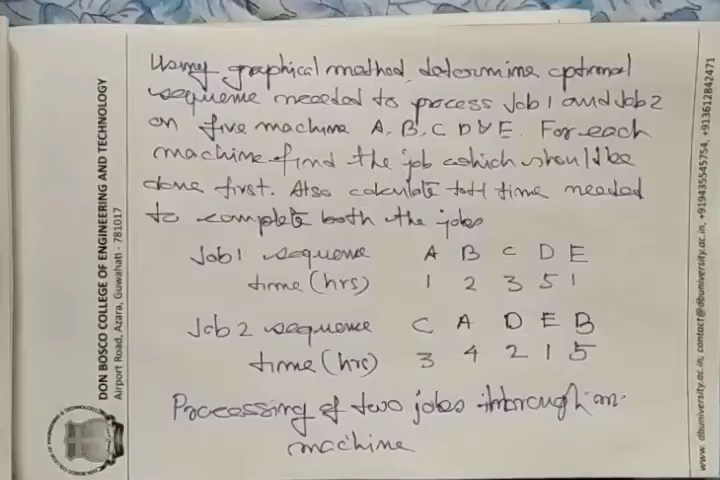 DON BOSCO COLLEGE OF ENGINEERING AND TECHNOLOGY
Airport Road, Azara, Guwahati - 781017
Using graphical method, determine optimal
sequence needed to process Job 1 and Job 2
on five machine A, B, C D & E. For each
machine find the job which should be
done first. Also calculate total time needed
to complete both the jobs
Job1 sequence A B C D E
time (hrs) 1 2 3 5 1
Job 2 sequence C A D E B
time (hrs) 3 4 2 1 5
Processing of two jobs through m-
machine
www.dbuniversity.ac.in, contact@dbuniversity.ac.in, +919435545754, +913612842471